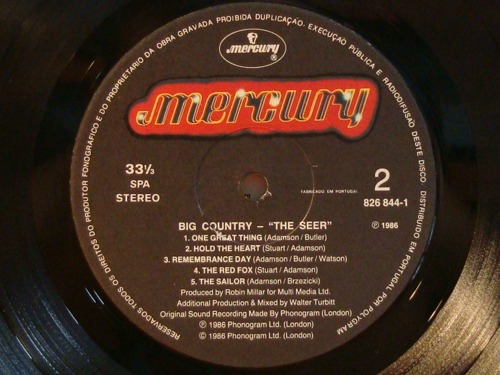 RESERVADOS TODOS OS DIREITOS DO PRODUTOR FONOGRÁFICO E DO PROPRIETÁRIO DA OBRA GRAVADA PROIBIDA DUPLICAÇÃO, EXECUÇÃO PÚBLICA E RADIODIFUSÃO DESTE DISCO. DISTRIBUIDO EM PORTUGAL POR POLYGRAM
mercury
®
mercury
33⅓
SPA
STEREO
FABRICADO EM PORTUGAL
2
826 844-1
BIG COUNTRY – "THE SEER"
℗ 1986
1. ONE GREAT THING (Adamson / Butler)
2. HOLD THE HEART (Stuart / Adamson)
3. REMEMBRANCE DAY (Adamson / Butler / Watson)
4. THE RED FOX (Stuart / Adamson)
5. THE SAILOR (Adamson / Brzezicki)
Produced by Robin Millar for Multi Media Ltd.
Additional Production & Mixed by Walter Turbitt
Original Sound Recording Made By Phonogram (London)
℗ 1986 Phonogram Ltd. (London)
© 1986 Phonogram Ltd. (London)